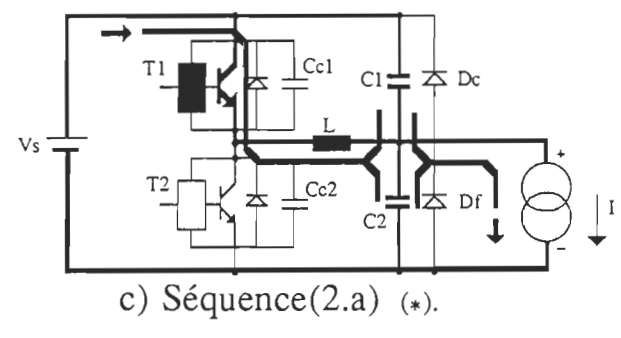 T1
Cc1
C1
Dc
Vs
L
+
T2
Cc2
C2
Df
I
−
c) Séquence(2.a) (*).